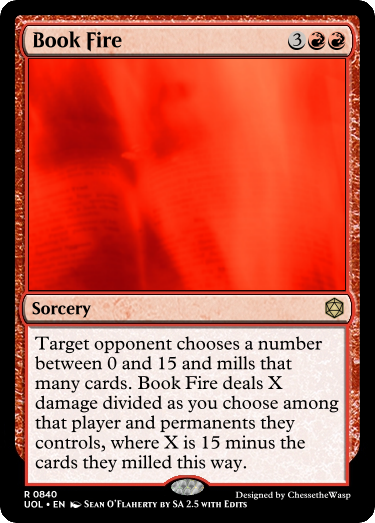 Book Fire 3
Sorcery
Target opponent chooses a number
between 0 and 15 and mills that
many cards. Book Fire deals X
damage divided as you choose among
that player and permanents they
controls, where X is 15 minus the
cards they milled this way.
R 0840 Designed by ChessetheWasp
UOL • EN SEAN O'FLAHERTY BY SA 2.5 WITH EDITS